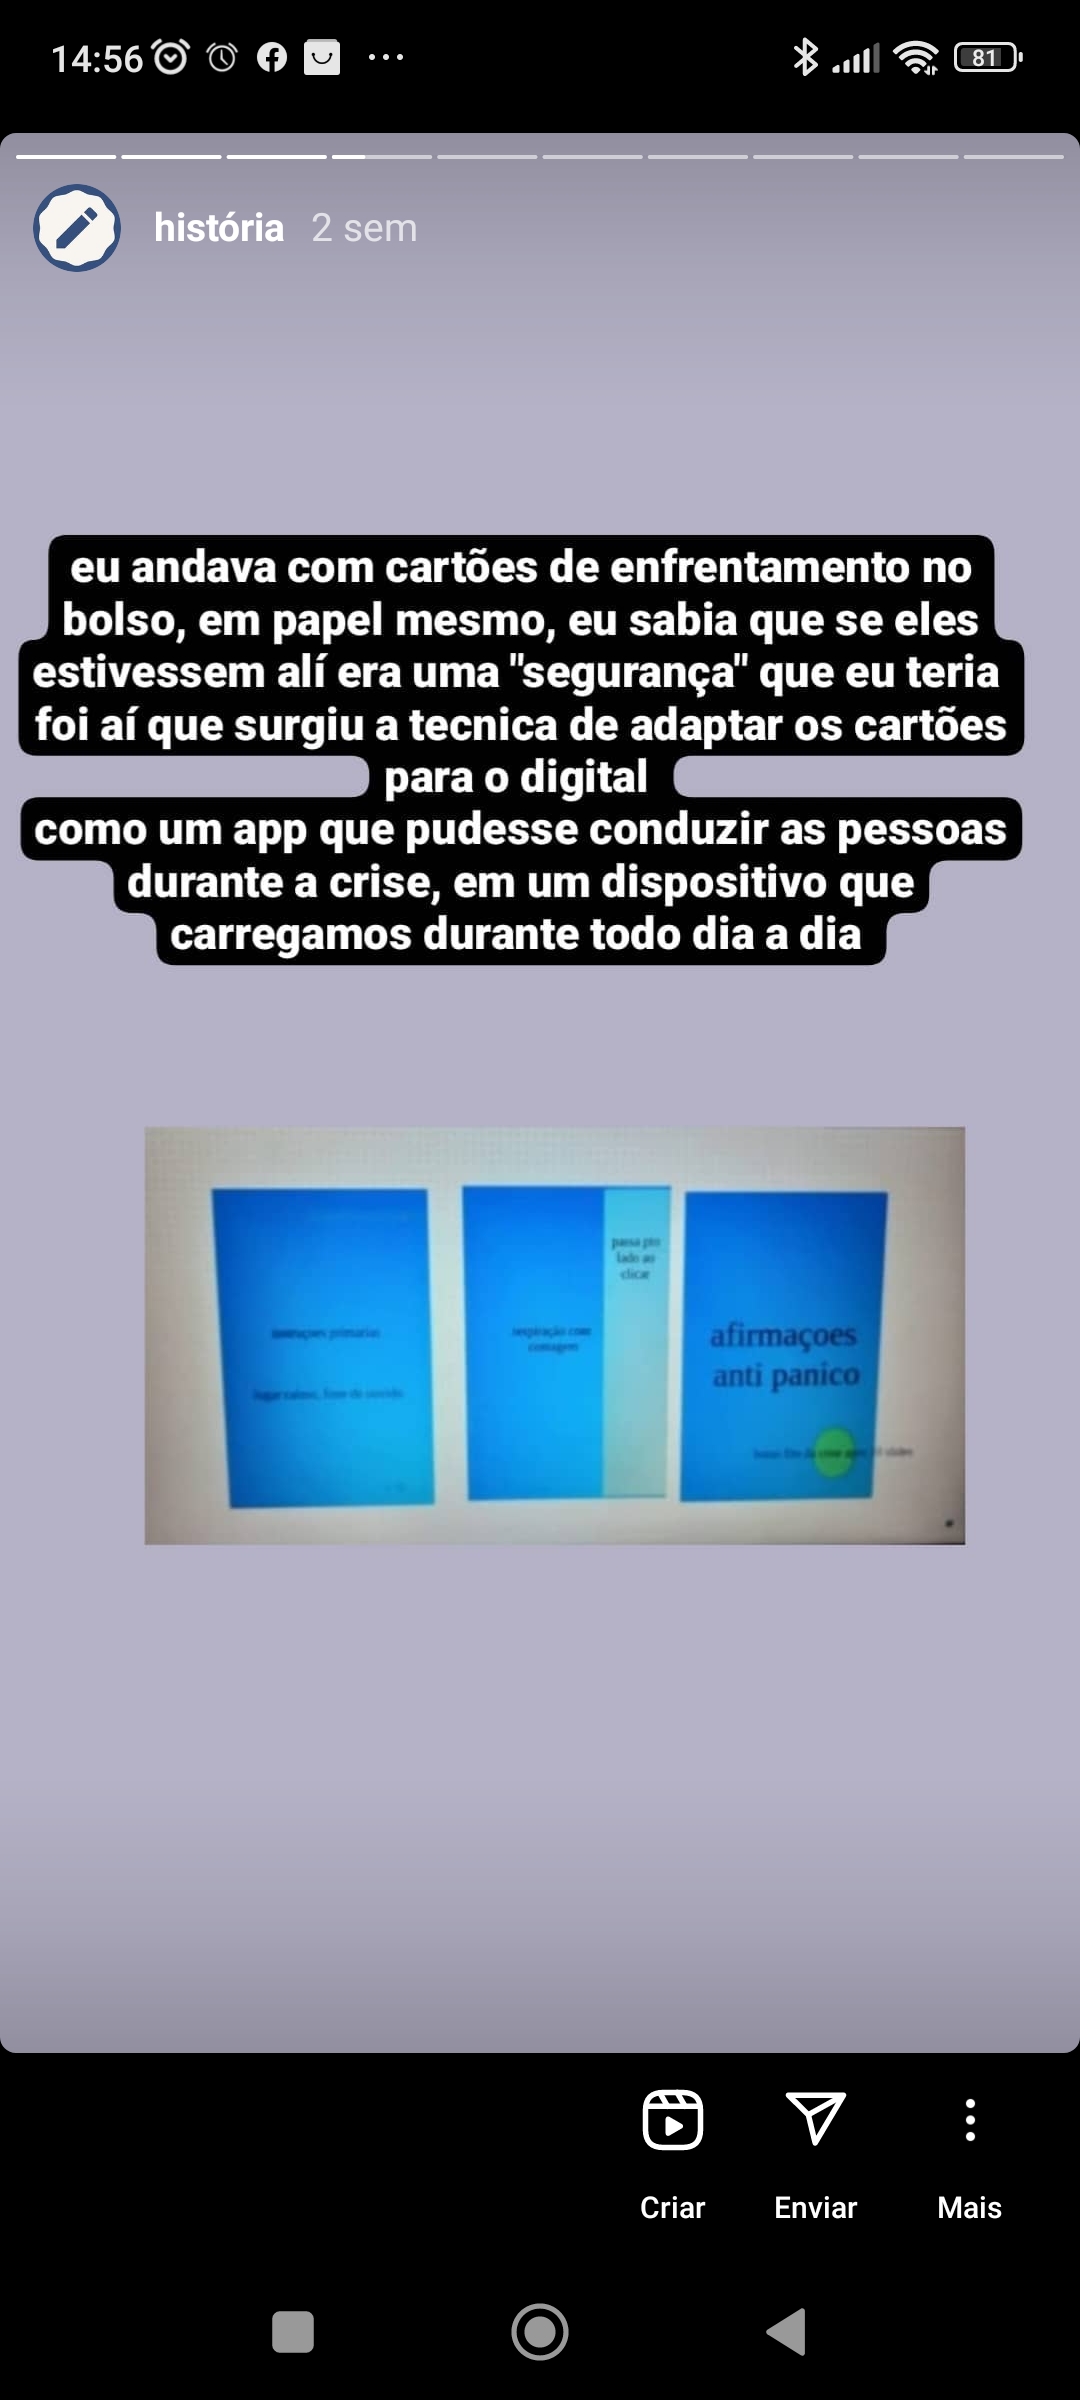 14:56
81
história 2 sem
eu andava com cartões de enfrentamento no
bolso, em papel mesmo, eu sabia que se eles
estivessem alí era uma "segurança" que eu teria
foi aí que surgiu a tecnica de adaptar os cartões
para o digital
como um app que pudesse conduzir as pessoas
durante a crise, em um dispositivo que
carregamos durante todo dia a dia
passa pro
lado ao
clicar
respiração com
contagem
afirmaçoes
anti panico
slides
Criar
Enviar
Mais